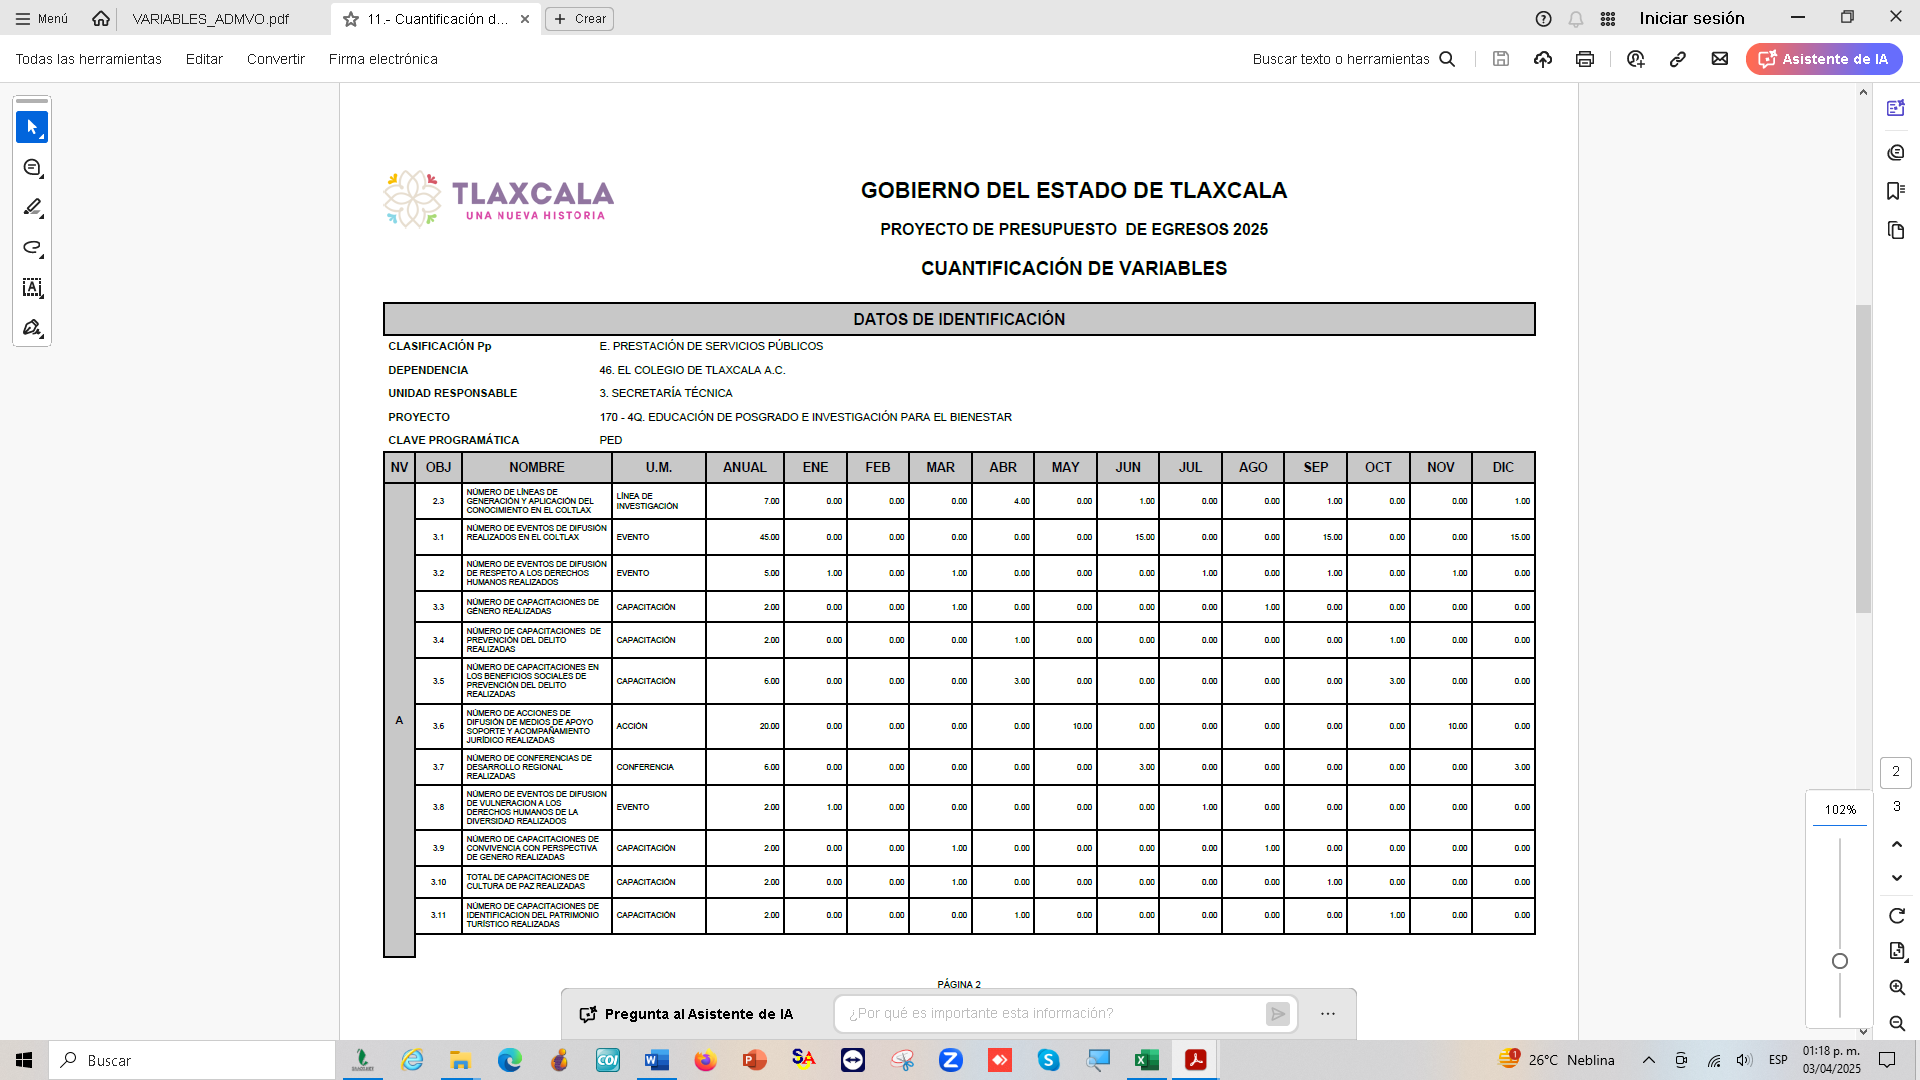 Menú
VARIABLES_ADMVO.pdf
11.- Cuantificación d...
Crear
Iniciar sesión
Todas las herramientas Editar Convertir Firma electrónica
Buscar texto o herramientas
Asistente de IA
TLAXCALA
UNA NUEVA HISTORIA
GOBIERNO DEL ESTADO DE TLAXCALA
PROYECTO DE PRESUPUESTO DE EGRESOS 2025
CUANTIFICACIÓN DE VARIABLES
DATOS DE IDENTIFICACIÓN
CLASIFICACIÓN Pp E. PRESTACIÓN DE SERVICIOS PÚBLICOS
DEPENDENCIA 46. EL COLEGIO DE TLAXCALA A.C.
UNIDAD RESPONSABLE 3. SECRETARÍA TÉCNICA
PROYECTO 170 - 4Q. EDUCACIÓN DE POSGRADO E INVESTIGACIÓN PARA EL BIENESTAR
CLAVE PROGRAMÁTICA PED
NV OBJ NOMBRE U.M. ANUAL ENE FEB MAR ABR MAY JUN JUL AGO SEP OCT NOV DIC
A
2.3 NÚMERO DE LÍNEAS DE
GENERACIÓN Y APLICACIÓN DEL
CONOCIMIENTO EN EL COLTLAX
LÍNEA DE
INVESTIGACIÓN
7.00 0.00 0.00 0.00 4.00 0.00 1.00 0.00 0.00 1.00 0.00 0.00 1.00
3.1 NÚMERO DE EVENTOS DE DIFUSIÓN
REALIZADOS EN EL COLTLAX
EVENTO 45.00 0.00 0.00 0.00 0.00 0.00 15.00 0.00 0.00 15.00 0.00 0.00 15.00
3.2 NÚMERO DE EVENTOS DE DIFUSIÓN
DE RESPETO A LOS DERECHOS
HUMANOS REALIZADOS
EVENTO 5.00 1.00 0.00 1.00 0.00 0.00 0.00 1.00 0.00 1.00 0.00 1.00 0.00
3.3 NÚMERO DE CAPACITACIONES DE
GÉNERO REALIZADAS
CAPACITACIÓN 2.00 0.00 0.00 1.00 0.00 0.00 0.00 0.00 1.00 0.00 0.00 0.00 0.00
3.4 NÚMERO DE CAPACITACIONES DE
PREVENCIÓN DEL DELITO
REALIZADAS
CAPACITACIÓN 2.00 0.00 0.00 0.00 1.00 0.00 0.00 0.00 0.00 0.00 1.00 0.00 0.00
3.5 NÚMERO DE CAPACITACIONES EN
LOS BENEFICIOS SOCIALES DE
PREVENCIÓN DEL DELITO
REALIZADAS
CAPACITACIÓN 6.00 0.00 0.00 0.00 3.00 0.00 0.00 0.00 0.00 0.00 3.00 0.00 0.00
3.6 NÚMERO DE ACCIONES DE
DIFUSIÓN DE MEDIOS DE APOYO
SOPORTE Y ACOMPAÑAMIENTO
JURÍDICO REALIZADAS
ACCIÓN 20.00 0.00 0.00 0.00 0.00 10.00 0.00 0.00 0.00 0.00 0.00 10.00 0.00
3.7 NÚMERO DE CONFERENCIAS DE
DESARROLLO REGIONAL
REALIZADAS
CONFERENCIA 6.00 0.00 0.00 0.00 0.00 0.00 3.00 0.00 0.00 0.00 0.00 0.00 3.00
3.8 NÚMERO DE EVENTOS DE DIFUSION
DE VULNERACION A LOS
DERECHOS HUMANOS DE LA
DIVERSIDAD REALIZADOS
EVENTO 2.00 1.00 0.00 0.00 0.00 0.00 0.00 1.00 0.00 0.00 0.00 0.00 0.00
3.9 NÚMERO DE CAPACITACIONES DE
CONVIVENCIA CON PERSPECTIVA
DE GENERO REALIZADAS
CAPACITACIÓN 2.00 0.00 0.00 1.00 0.00 0.00 0.00 0.00 1.00 0.00 0.00 0.00 0.00
3.10 TOTAL DE CAPACITACIONES DE
CULTURA DE PAZ REALIZADAS
CAPACITACIÓN 2.00 0.00 0.00 1.00 0.00 0.00 0.00 0.00 0.00 1.00 0.00 0.00 0.00
3.11 NÚMERO DE CAPACITACIONES DE
IDENTIFICACION DEL PATRIMONIO
TURÍSTICO REALIZADAS
CAPACITACIÓN 2.00 0.00 0.00 0.00 1.00 0.00 0.00 0.00 0.00 0.00 1.00 0.00 0.00
PÁGINA 2
Pregunta al Asistente de IA
¿Por qué es importante esta información?
2
3
102%
Buscar
COI
26°C Neblina
ESP
01:18 p. m.
03/04/2025